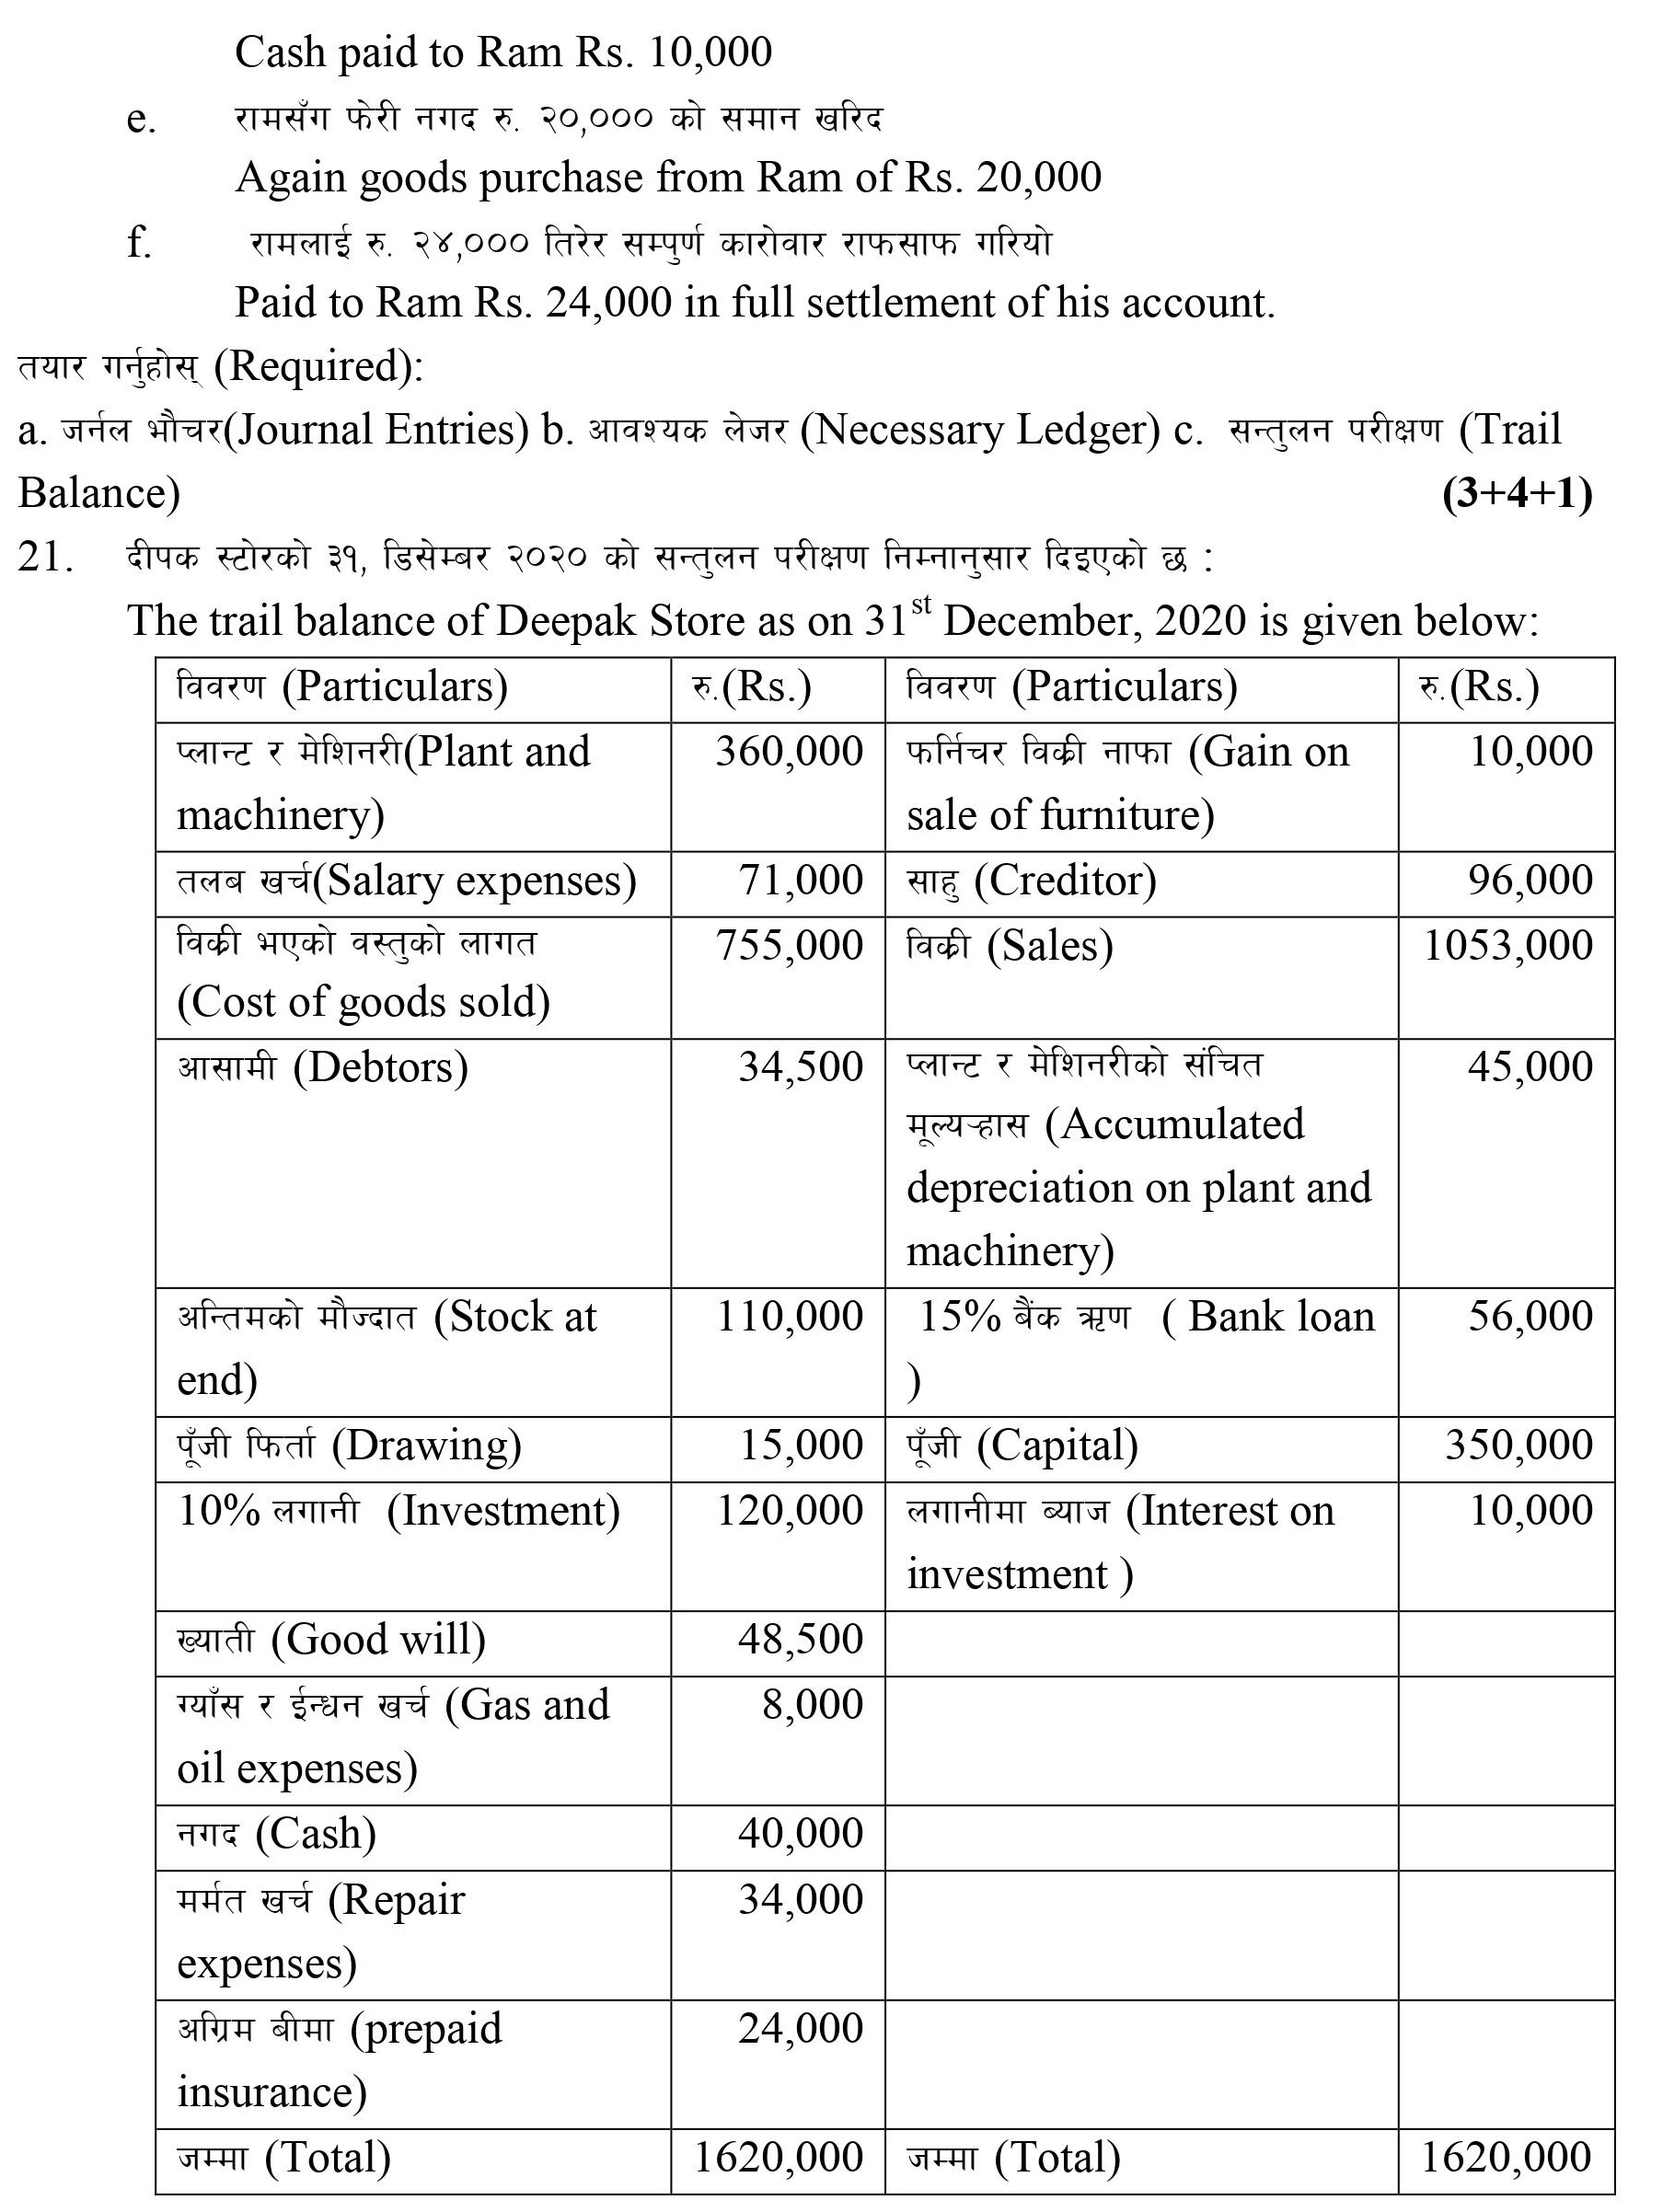 Cash paid to Ram Rs. 10,000
e. रामसँग फेरी नगद रु. २०,००० को समान खरिद
Again goods purchase from Ram of Rs. 20,000
f. रामलाई रु. २४,००० तिरेर सम्पुर्ण कारोवार राफसाफ गरियो
Paid to Ram Rs. 24,000 in full settlement of his account.
तयार गर्नुहोस् (Required):
a. जर्नल भौचर(Journal Entries) b. आवश्यक लेजर (Necessary Ledger) c. सन्तुलन परीक्षण (Trail
Balance) (3+4+1)
21. दीपक स्टोरको ३१, डिसेम्बर २०२० को सन्तुलन परीक्षण निम्नानुसार दिइएको छ :
The trail balance of Deepak Store as on 31st December, 2020 is given below:
विवरण (Particulars) रु.(Rs.) विवरण (Particulars) रु.(Rs.)
प्लान्ट र मेशिनरी(Plant and 360,000 फर्निचर विक्री नाफा (Gain on 10,000
machinery) sale of furniture)
तलब खर्च(Salary expenses) 71,000 साहु (Creditor) 96,000
विक्री भएको वस्तुको लागत 755,000 विक्री (Sales) 1053,000
(Cost of goods sold)
आसामी (Debtors) 34,500 प्लान्ट र मेशिनरीको संचित 45,000
मूल्यऱ्हास (Accumulated
depreciation on plant and
machinery)
अन्तिमको मौज्दात (Stock at 110,000 15% बैंक ऋण ( Bank loan 56,000
end) )
पूँजी फिर्ता (Drawing) 15,000 पूँजी (Capital) 350,000
10% लगानी (Investment) 120,000 लगानीमा ब्याज (Interest on 10,000
investment )
ख्याती (Good will) 48,500
ग्याँस र ईन्धन खर्च (Gas and 8,000
oil expenses)
नगद (Cash) 40,000
मर्मत खर्च (Repair 34,000
expenses)
अग्रिम बीमा (prepaid 24,000
insurance)
जम्मा (Total) 1620,000 जम्मा (Total) 1620,000